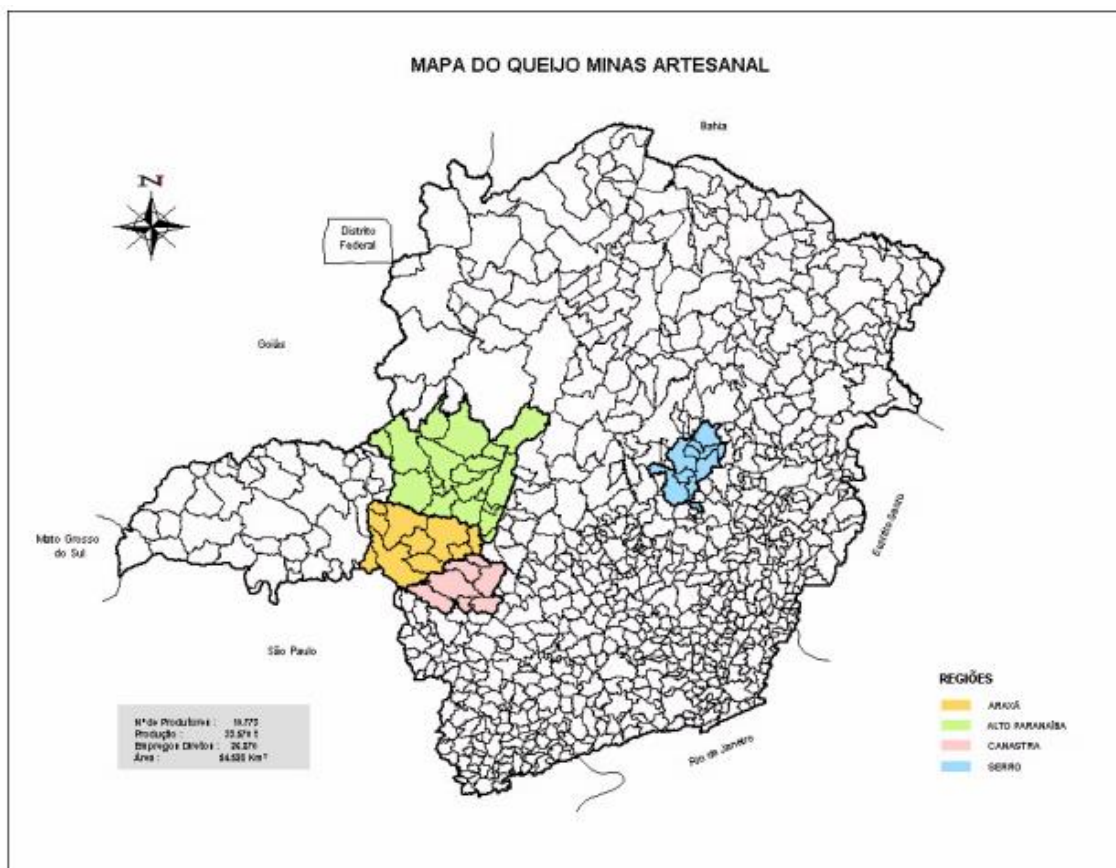 MAPA DO QUEIJO MINAS ARTESANAL
Bahia
N
Distrito
Federal
Goiás
Mato Grosso
do Sul
Espírito Santo
São Paulo
Rio de Janeiro
REGIÕES
ARAXÁ
ALTO PARANAÍBA
CANASTRA
SERRO
Nº de Produtores :
Produção :
Empregos Diretos :
Área : Km²